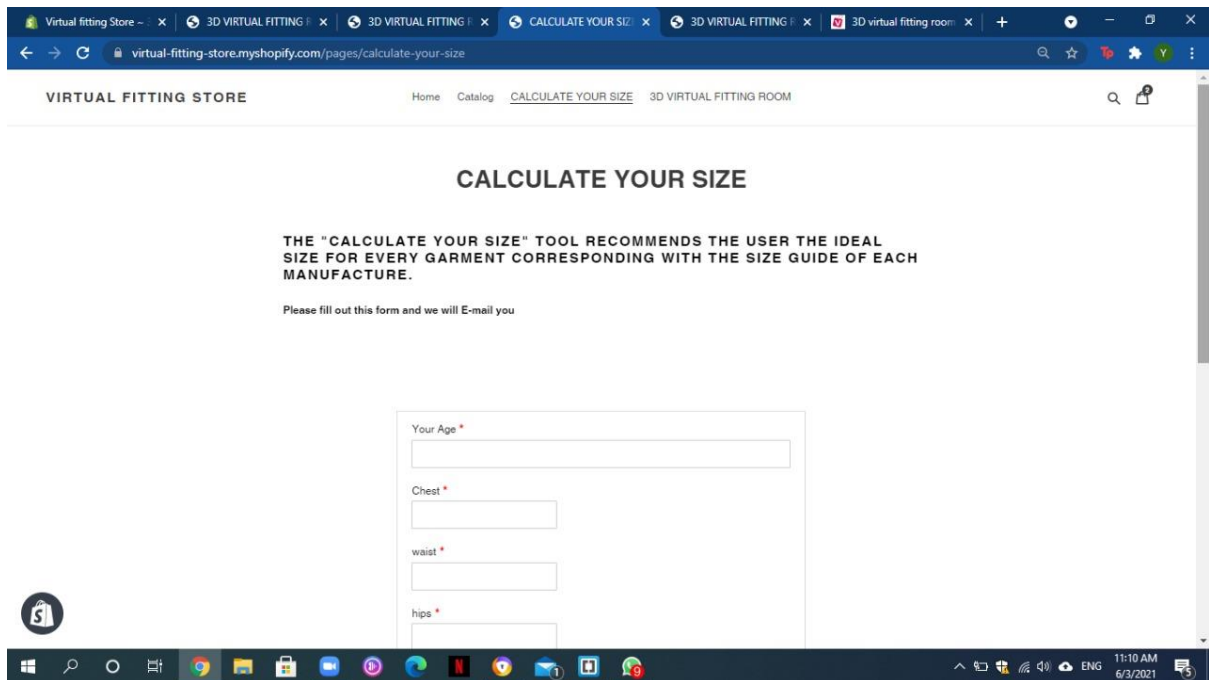 Virtual fitting Store ~
3D VIRTUAL FITTING R
3D VIRTUAL FITTING F
CALCULATE YOUR SIZ
3D VIRTUAL FITTING F
3D virtual fitting room
virtual-fitting-store.myshopify.com/pages/calculate-your-size
Tp
Y
VIRTUAL FITTING STORE
Home Catalog CALCULATE YOUR SIZE 3D VIRTUAL FITTING ROOM
2
CALCULATE YOUR SIZE
THE "CALCULATE YOUR SIZE" TOOL RECOMMENDS THE USER THE IDEAL
SIZE FOR EVERY GARMENT CORRESPONDING WITH THE SIZE GUIDE OF EACH
MANUFACTURE.
Please fill out this form and we will E-mail you
Your Age *
Chest *
waist *
hips *
11:10 AM
ENG
6/3/2021